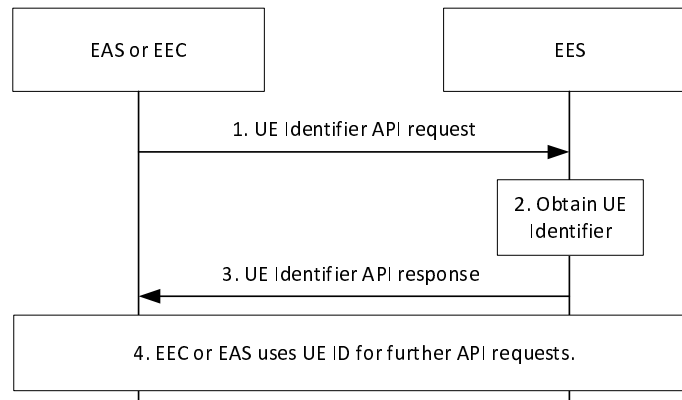 EAS or EEC
EES
1. UE Identifier API request
2. Obtain UE
Identifier
3. UE Identifier API response
4. EEC or EAS uses UE ID for further API requests.